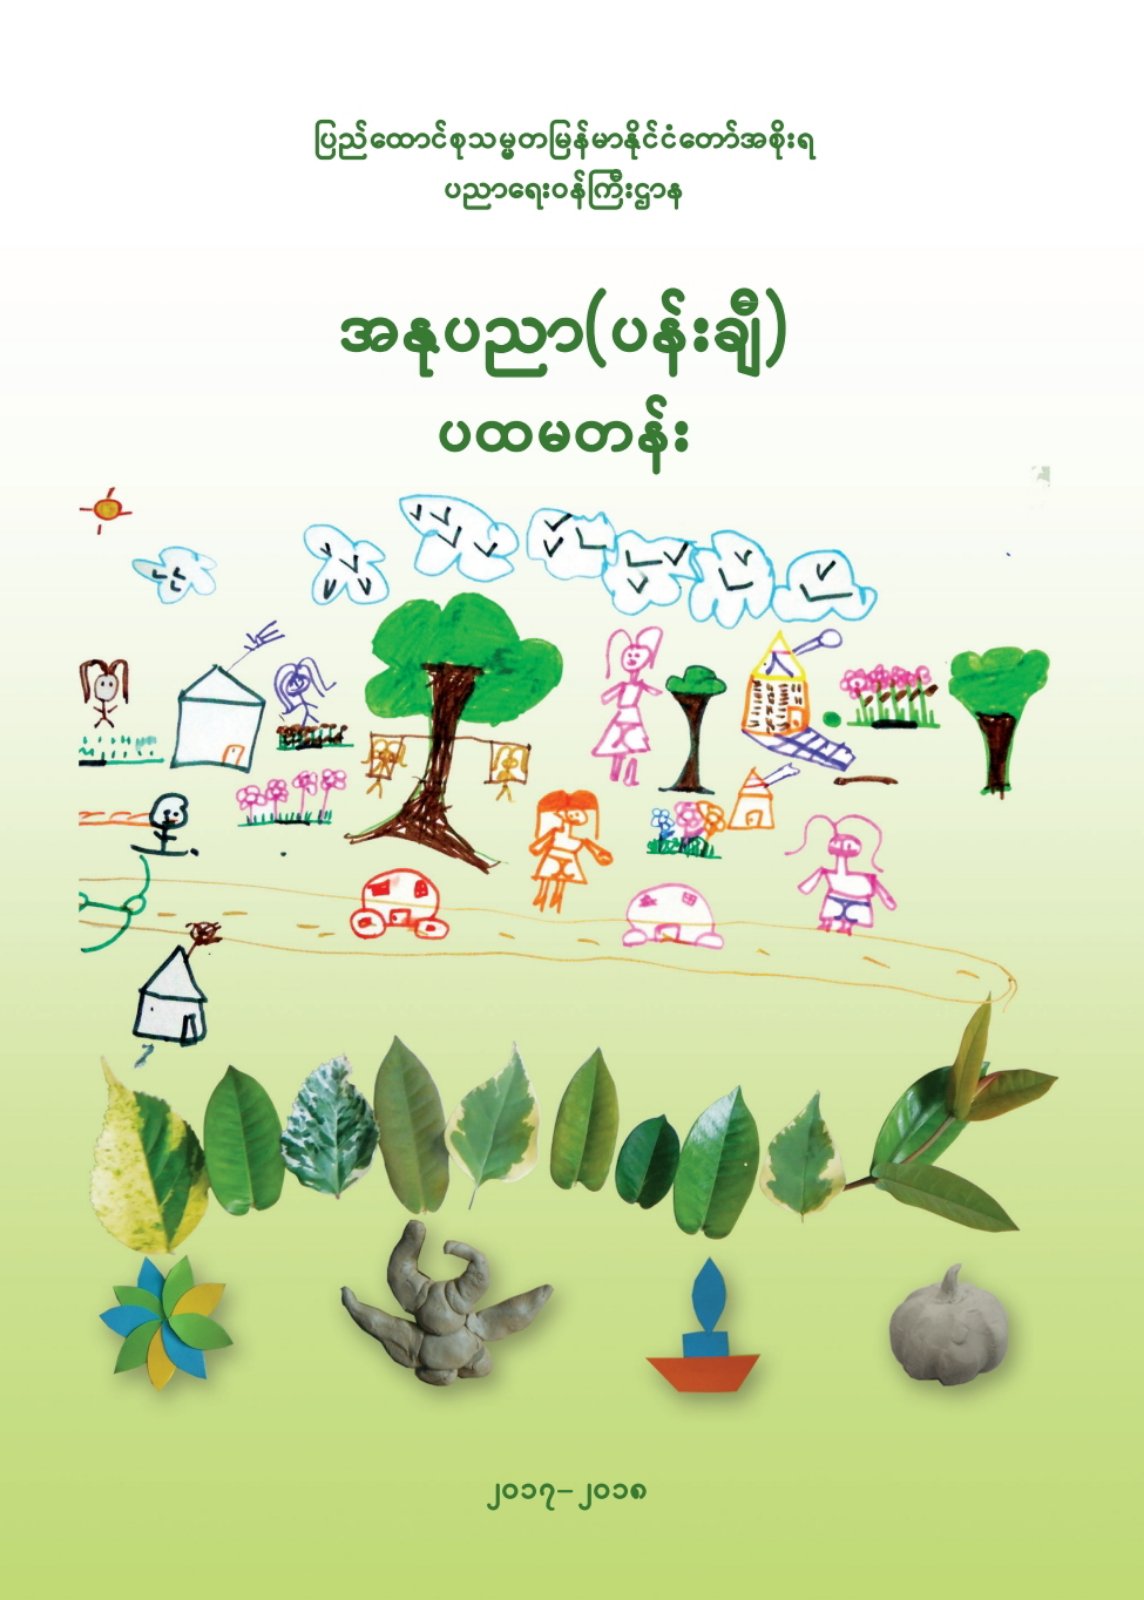 ပြည်ထောင်စုသမ္မတမြန်မာနိုင်ငံတော်အစိုးရ
ပညာရေးဝန်ကြီးဌာန
အနုပညာ(ပန်းချီ)
ပထမတန်း
၂၀၁၇–၂၀၁၈